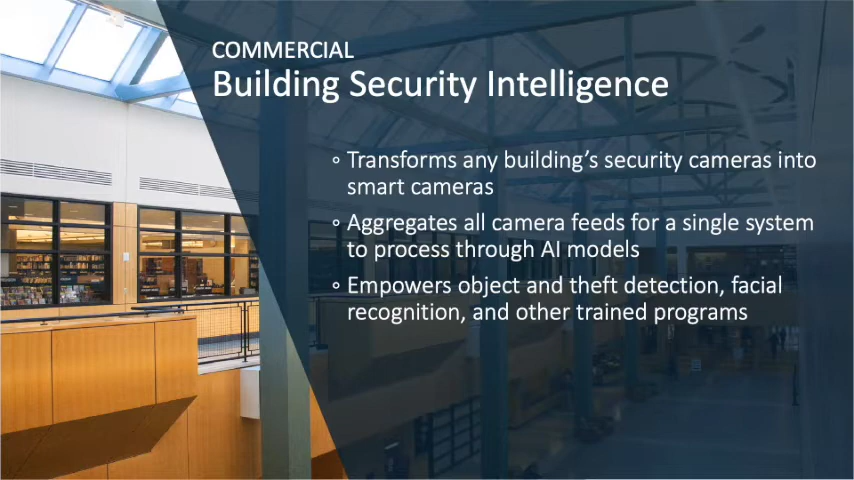 COMMERCIAL
Building Security Intelligence
◦ Transforms any building’s security cameras into
smart cameras
◦ Aggregates all camera feeds for a single system
to process through AI models
◦ Empowers object and theft detection, facial
recognition, and other trained programs